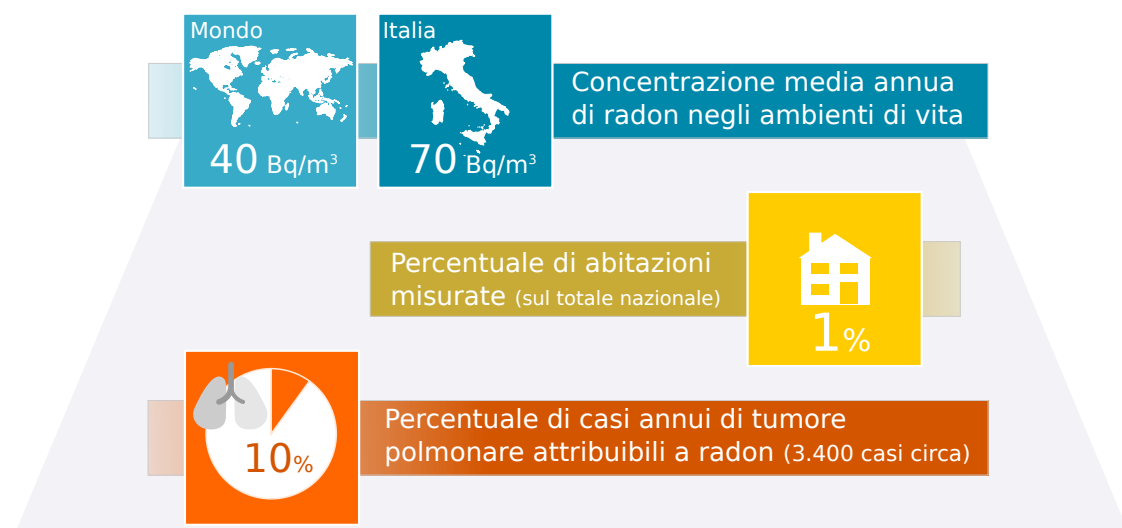 Mondo
40 Bq/m³
Italia
70 Bq/m³
Concentrazione media annua
di radon negli ambienti di vita
Percentuale di abitazioni
misurate (sul totale nazionale)
1%
10%
Percentuale di casi annui di tumore
polmonare attribuibili a radon (3.400 casi circa)